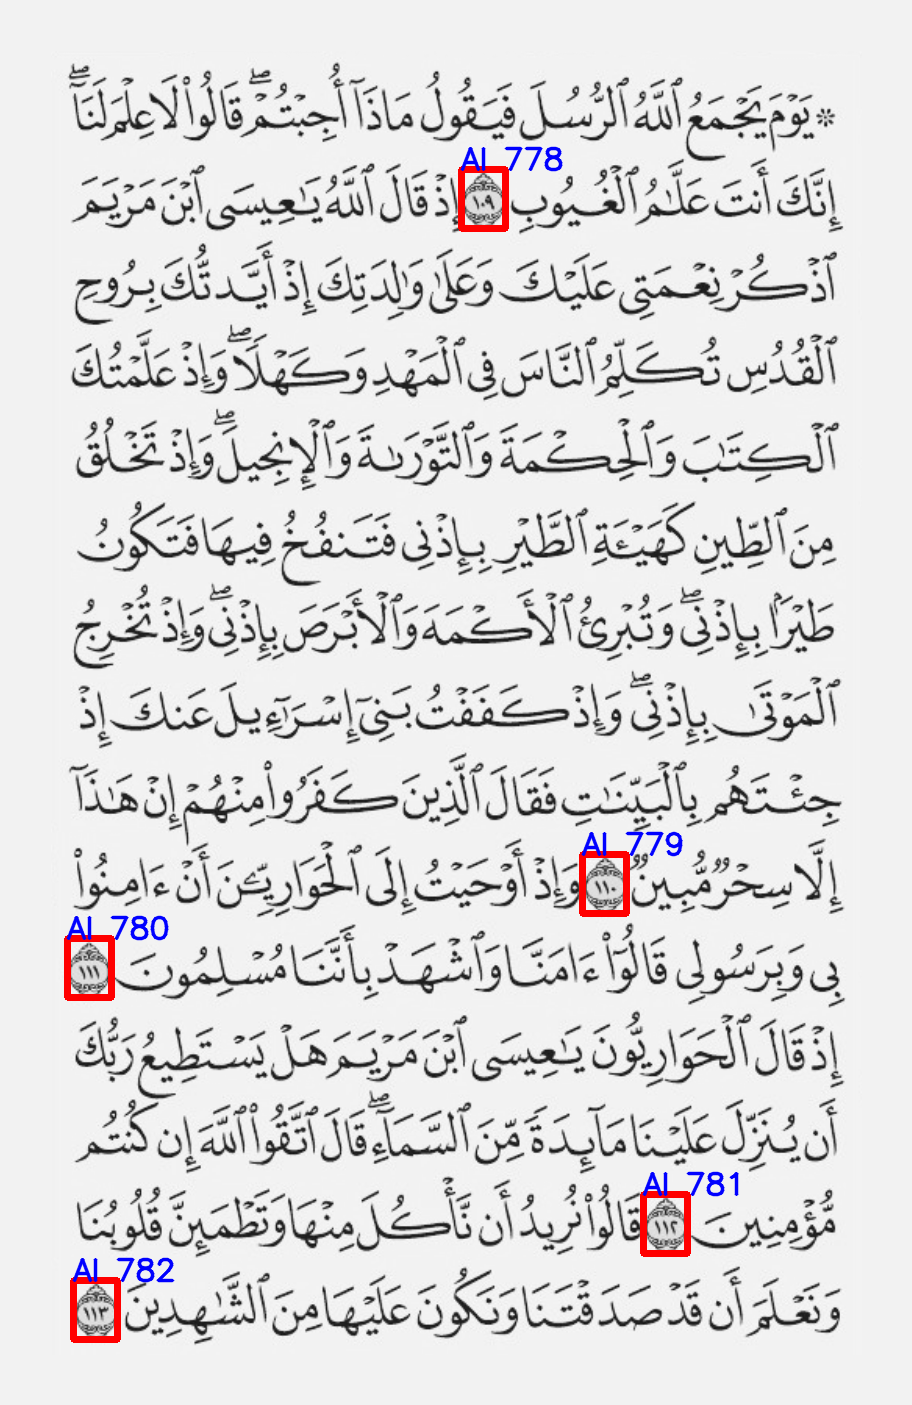 ۞ يَوْمَ يَجْمَعُ ٱللَّهُ ٱلرُّسُلَ فَيَقُولُ مَاذَآ أُجِبْتُمْۖ قَالُوا۟ لَا عِلْمَ لَنَآۖ
AI_778
إِنَّكَ أَنتَ عَلَّٰمُ ٱلْغُيُوبِ ١٠٩ إِذْ قَالَ ٱللَّهُ يَٰعِيسَى ٱبْنَ مَرْيَمَ
ٱذْكُرْ نِعْمَتِى عَلَيْكَ وَعَلَىٰ وَٰلِدَتِكَ إِذْ أَيَّدتُّكَ بِرُوحِ
ٱلْقُدُسِ تُكَلِّمُ ٱلنَّاسَ فِى ٱلْمَهْدِ وَكَهْلًاۖ وَإِذْ عَلَّمْتُكَ
ٱلْكِتَٰبَ وَٱلْحِكْمَةَ وَٱلتَّوْرَىٰةَ وَٱلْإِنجِيلَۖ وَإِذْ تَخْلُقُ
مِنَ ٱلطِّينِ كَهَيْـَٔةِ ٱلطَّيْرِ بِإِذْنِى فَتَنفُخُ فِيهَا فَتَكُونُ
طَيْرًۢا بِإِذْنِىۖ وَتُبْرِئُ ٱلْأَكْمَهَ وَٱلْأَبْرَصَ بِإِذْنِىۖ وَإِذْ تُخْرِجُ
ٱلْمَوْتَىٰ بِإِذْنِىۖ وَإِذْ كَفَفْتُ بَنِىٓ إِسْرَٰٓءِيلَ عَنكَ إِذْ
جِئْتَهُم بِٱلْبَيِّنَٰتِ فَقَالَ ٱلَّذِينَ كَفَرُوا۟ مِنْهُمْ إِنْ هَٰذَآ
AI_779
إِلَّا سِحْرٌ مُّبِينٌ ١١٠ وَإِذْ أَوْحَيْتُ إِلَى ٱلْحَوَارِيِّـۧنَ أَنْ ءَامِنُوا۟
AI_780
بِى وَبِرَسُولِى قَالُوٓا۟ ءَامَنَّا وَٱشْهَدْ بِأَنَّنَا مُسْلِمُونَ ١١١
إِذْ قَالَ ٱلْحَوَارِيُّونَ يَٰعِيسَى ٱبْنَ مَرْيَمَ هَلْ يَسْتَطِيعُ رَبُّكَ
أَن يُنَزِّلَ عَلَيْنَا مَآئِدَةً مِّنَ ٱلسَّمَآءِۖ قَالَ ٱتَّقُوا۟ ٱللَّهَ إِن كُنتُم
AI_781
مُّؤْمِنِينَ ١١٢ قَالُوا۟ نُرِيدُ أَن نَّأْكُلَ مِنْهَا وَتَطْمَئِنَّ قُلُوبُنَا
AI_782
وَنَعْلَمَ أَن قَدْ صَدَقْتَنَا وَنَكُونَ عَلَيْهَا مِنَ ٱلشَّٰهِدِينَ ١١٣